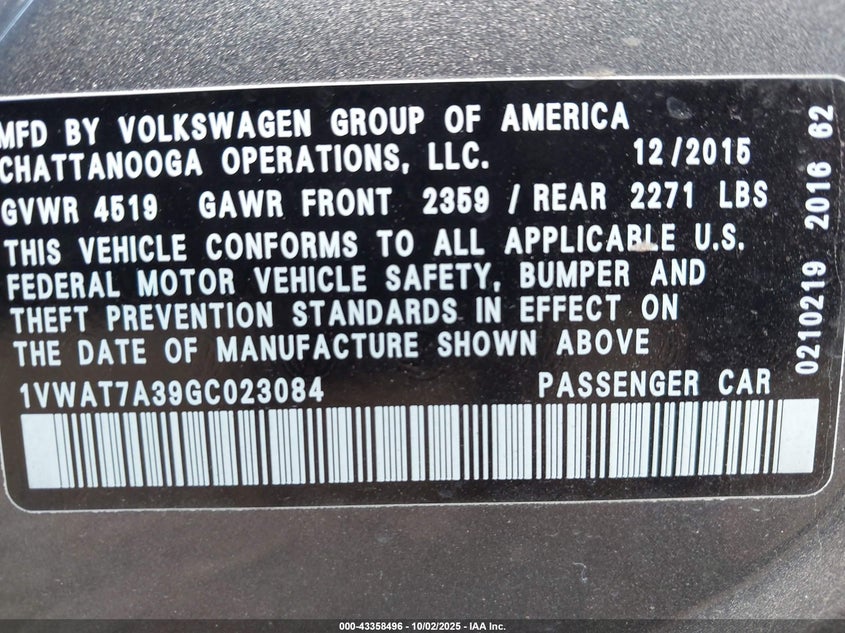 MFD BY VOLKSWAGEN GROUP OF AMERICA
CHATTANOOGA OPERATIONS, LLC. 12/2015
GVWR 4519 GAWR FRONT 2359 / REAR 2271 LBS
THIS VEHICLE CONFORMS TO ALL APPLICABLE U.S.
FEDERAL MOTOR VEHICLE SAFETY, BUMPER AND
THEFT PREVENTION STANDARDS IN EFFECT ON
THE DATE OF MANUFACTURE SHOWN ABOVE
1VWAT7A39GC023084 PASSENGER CAR
0210219 2016 62
000-43358496 - 10/02/2025 - IAA Inc.